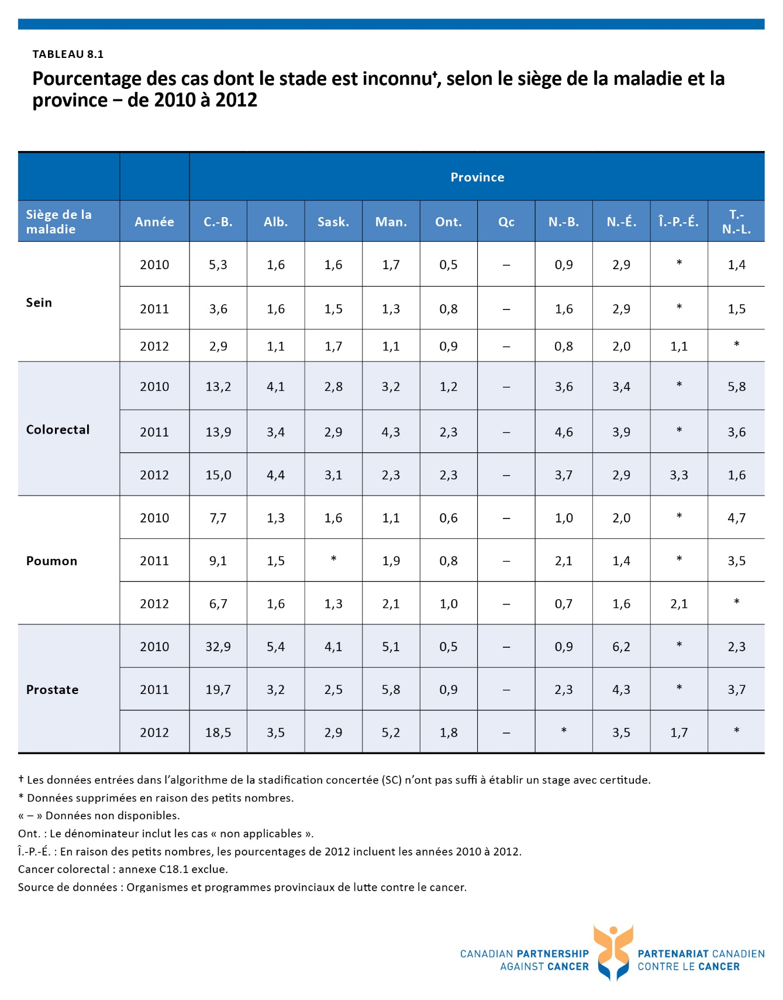 TABLEAU 8.1
Pourcentage des cas dont le stade est inconnu†, selon le siège de la maladie et la
province – de 2010 à 2012
Province
Siège de la maladie Année C.-B. Alb. Sask. Man. Ont. Qc N.-B. N.-É. Î.-P.-É. T.-N.-L.
Sein
2010 5,3 1,6 1,6 1,7 0,5 – 0,9 2,9 * 1,4
2011 3,6 1,6 1,5 1,3 0,8 – 1,6 2,9 * 1,5
2012 2,9 1,1 1,7 1,1 0,9 – 0,8 2,0 1,1 *
Colorectal
2010 13,2 4,1 2,8 3,2 1,2 – 3,6 3,4 * 5,8
2011 13,9 3,4 2,9 4,3 2,3 – 4,6 3,9 * 3,6
2012 15,0 4,4 3,1 2,3 2,3 – 3,7 2,9 3,3 1,6
Poumon
2010 7,7 1,3 1,6 1,1 0,6 – 1,0 2,0 * 4,7
2011 9,1 1,5 * 1,9 0,8 – 2,1 1,4 * 3,5
2012 6,7 1,6 1,3 2,1 1,0 – 0,7 1,6 2,1 *
Prostate
2010 32,9 5,4 4,1 5,1 0,5 – 0,9 6,2 * 2,3
2011 19,7 3,2 2,5 5,8 0,9 – 2,3 4,3 * 3,7
2012 18,5 3,5 2,9 5,2 1,8 – * 3,5 1,7 *
† Les données entrées dans l’algorithme de la stadification concertée (SC) n’ont pas suffi à établir un stage avec certitude.
* Données supprimées en raison des petits nombres.
« – » Données non disponibles.
Ont. : Le dénominateur inclut les cas « non applicables ».
Î.-P.-É. : En raison des petits nombres, les pourcentages de 2012 incluent les années 2010 à 2012.
Cancer colorectal : annexe C18.1 exclue.
Source de données : Organismes et programmes provinciaux de lutte contre le cancer.
CANADIAN PARTNERSHIP
AGAINST CANCER
PARTENARIAT CANADIEN
CONTRE LE CANCER